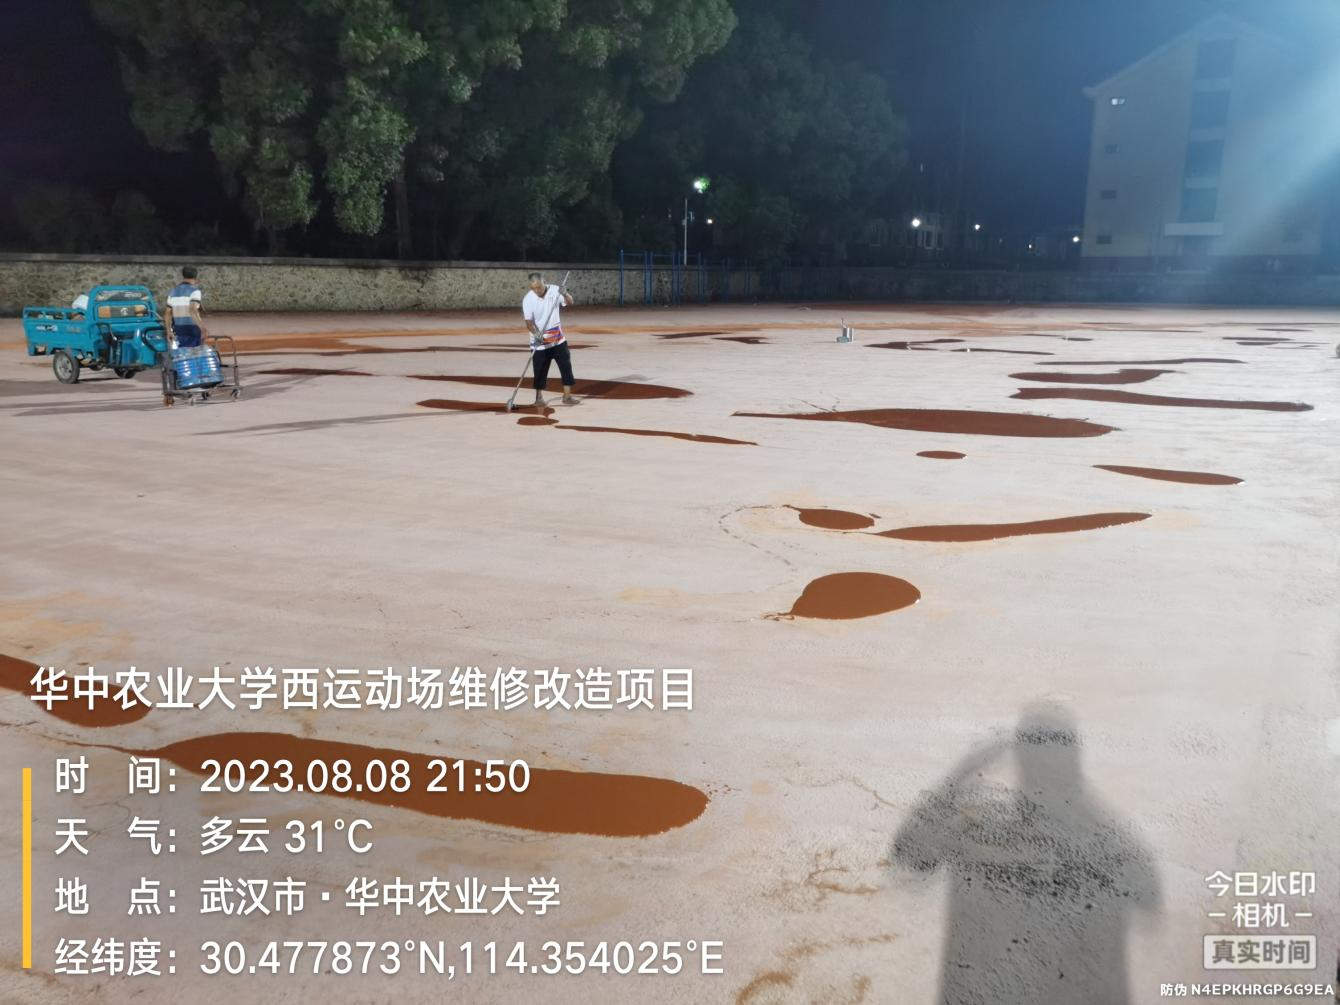 华中农业大学西运动场维修改造项目
时 间：2023.08.08 21:50
天 气：多云 31℃
地 点：武汉市·华中农业大学
经纬度：30.477873°N,114.354025°E
今日水印
相机
真实时间
防伪 N4EPKHRGP6G9EA